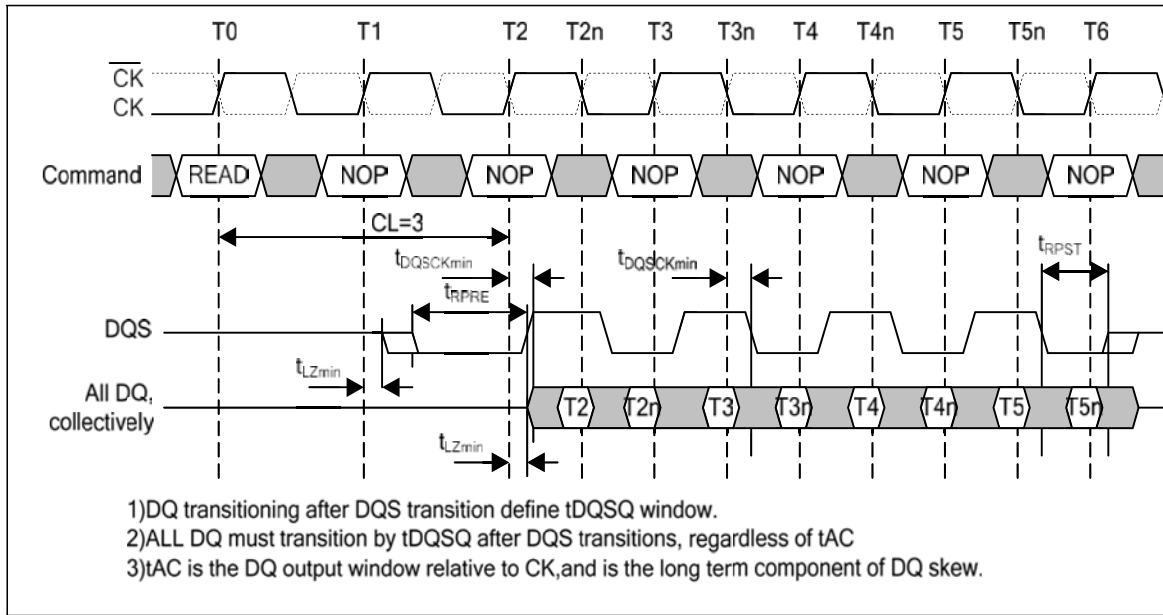 T0 T1 T2 T2n T3 T3n T4 T4n T5 T5n T6
CK
CK
Command READ NOP NOP NOP NOP NOP NOP
CL=3
tDQSCKmin tDQSCKmin tRPST
tRPRE
DQS
tLZmin
All DQ,
collectively
T2 T2n T3 T3n T4 T4n T5 T5n
tLZmin
1)DQ transitioning after DQS transition define tDQSQ window.
2)ALL DQ must transition by tDQSQ after DQS transitions, regardless of tAC
3)tAC is the DQ output window relative to CK,and is the long term component of DQ skew.